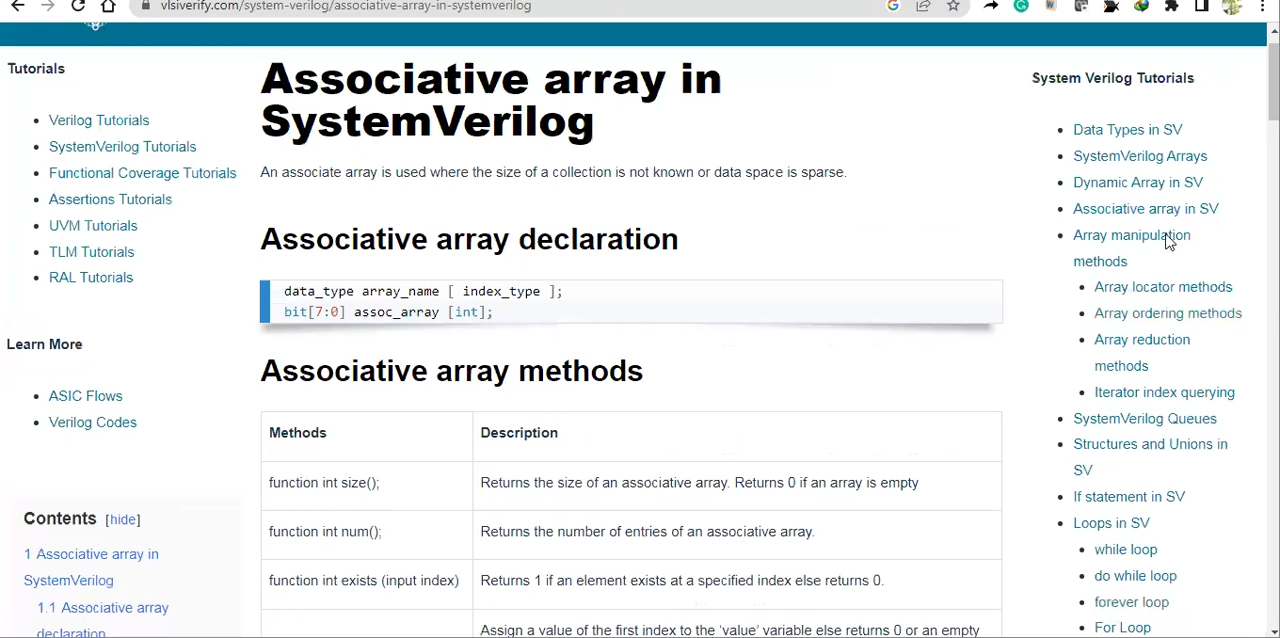 vlsiverify.com/system-verilog/associative-array-in-systemverilog
Tutorials
Verilog Tutorials
SystemVerilog Tutorials
Functional Coverage Tutorials
Assertions Tutorials
UVM Tutorials
TLM Tutorials
RAL Tutorials
Learn More
ASIC Flows
Verilog Codes
Contents [hide]
1 Associative array in
SystemVerilog
1.1 Associative array
declaration
Associative array in
SystemVerilog
An associate array is used where the size of a collection is not known or data space is sparse.
Associative array declaration
data_type array_name [ index_type ];
bit[7:0] assoc_array [int];
Associative array methods
Methods Description
function int size(); Returns the size of an associative array. Returns 0 if an array is empty
function int num(); Returns the number of entries of an associative array.
function int exists (input index) Returns 1 if an element exists at a specified index else returns 0.
Assign a value of the first index to the ‘value’ variable else returns 0 or an empty
System Verilog Tutorials
Data Types in SV
SystemVerilog Arrays
Dynamic Array in SV
Associative array in SV
Array manipulation
methods
Array locator methods
Array ordering methods
Array reduction
methods
Iterator index querying
SystemVerilog Queues
Structures and Unions in
SV
If statement in SV
Loops in SV
while loop
do while loop
forever loop
For Loop